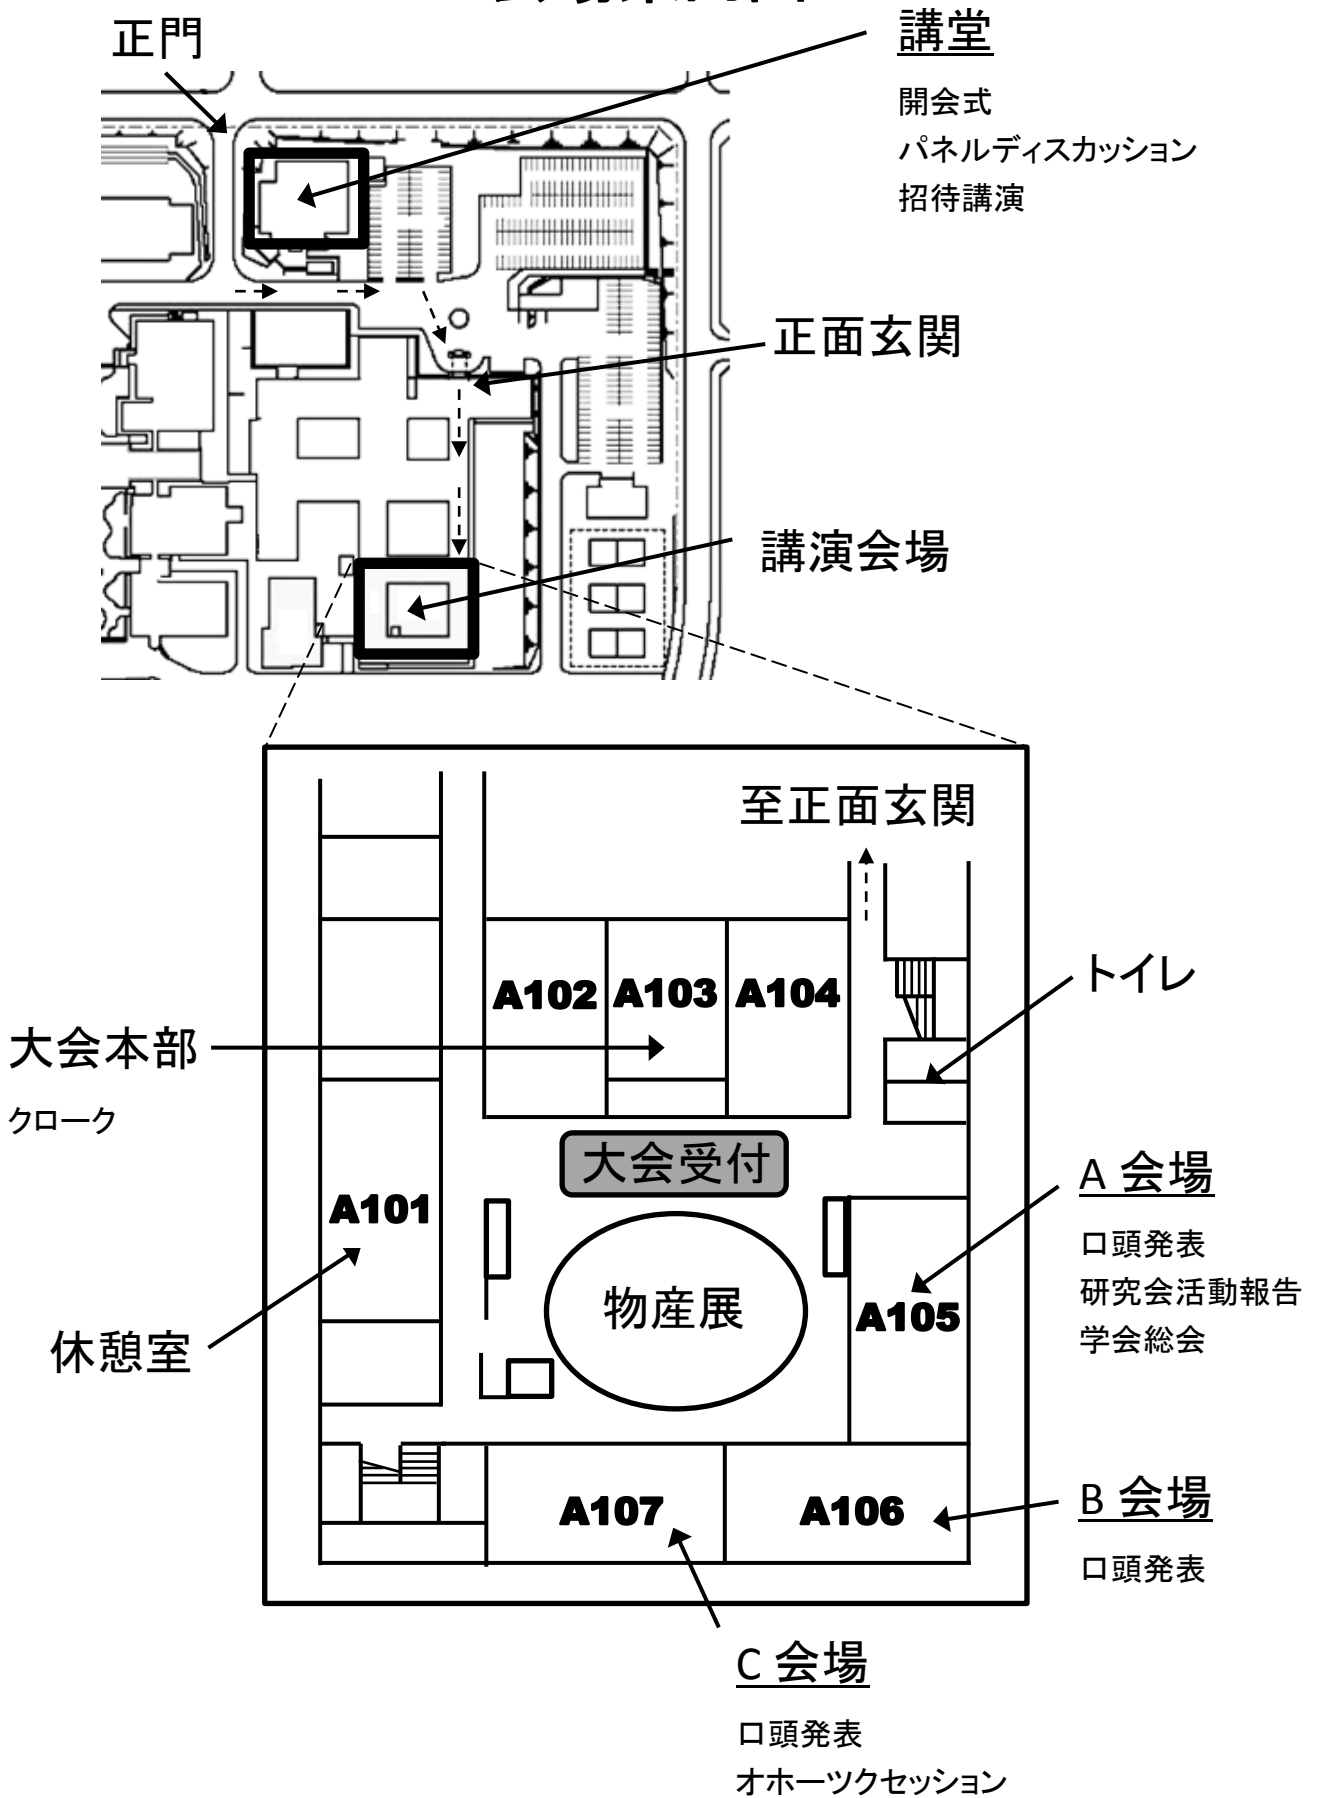 正門
講堂
開会式
パネルディスカッション
招待講演
正面玄関
講演会場
至正面玄関
A102
A103
A104
トイレ
大会本部
クローク
大会受付
A会場
口頭発表
研究会活動報告
学会総会
A101
物産展
A105
休憩室
B会場
口頭発表
A107
A106
C会場
口頭発表
オホーツクセッション